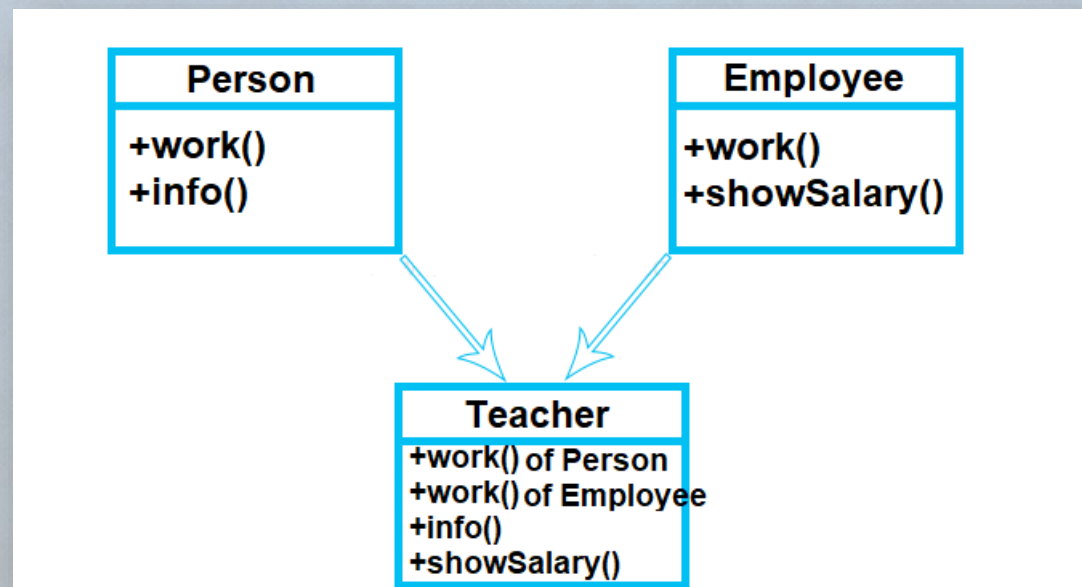 Person
+work()
+info()
Employee
+work()
+showSalary()
Teacher
+work() of Person
+work() of Employee
+info()
+showSalary()